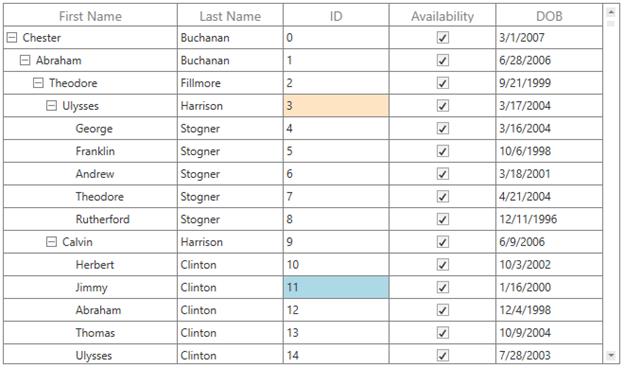 First Name Last Name ID Availability DOB
Chester Buchanan 0 3/1/2007
Abraham Buchanan 1 6/28/2006
Theodore Fillmore 2 9/21/1999
Ulysses Harrison 3 3/17/2004
George Stogner 4 3/16/2004
Franklin Stogner 5 10/6/1998
Andrew Stogner 6 3/18/2001
Theodore Stogner 7 4/21/2004
Rutherford Stogner 8 12/11/1996
Calvin Harrison 9 6/9/2006
Herbert Clinton 10 10/3/2002
Jimmy Clinton 11 1/16/2000
Abraham Clinton 12 12/4/1998
Thomas Clinton 13 10/9/2004
Ulysses Clinton 14 7/28/2003